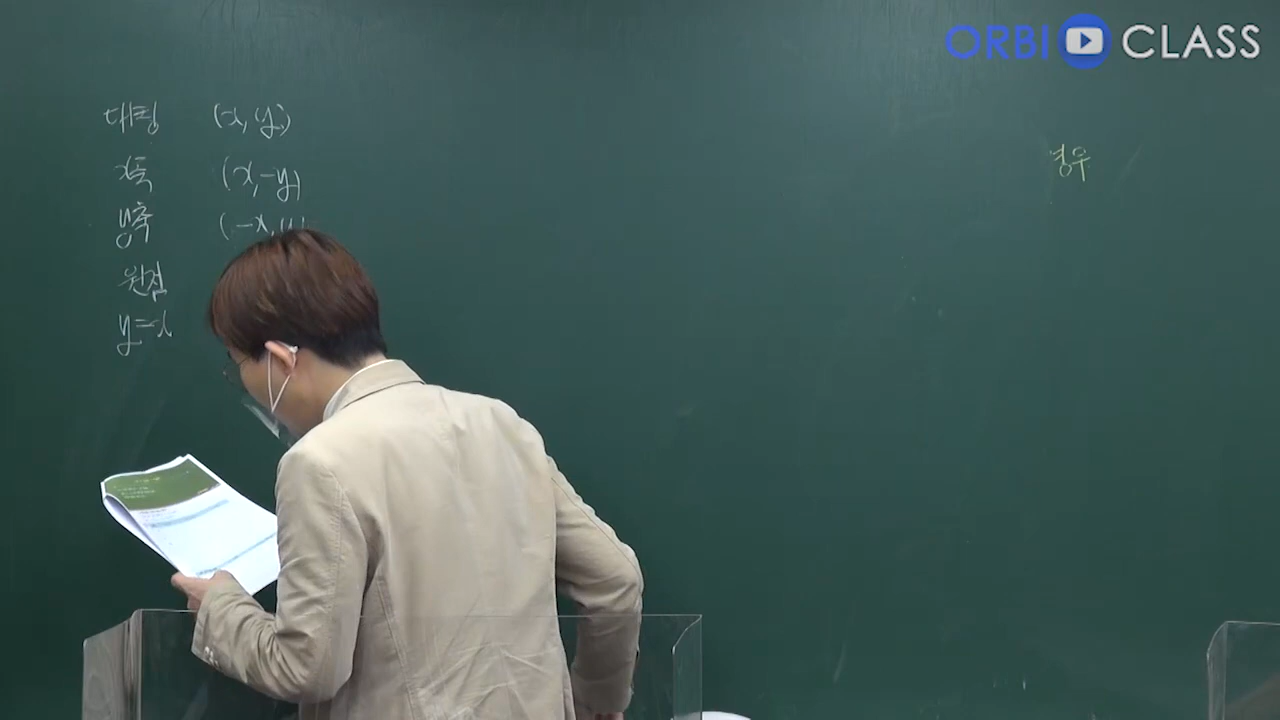 ORBI CLASS
대칭 (x, y)
x축 (x, -y)
y축 (-x, y)
원점
y=x
경우